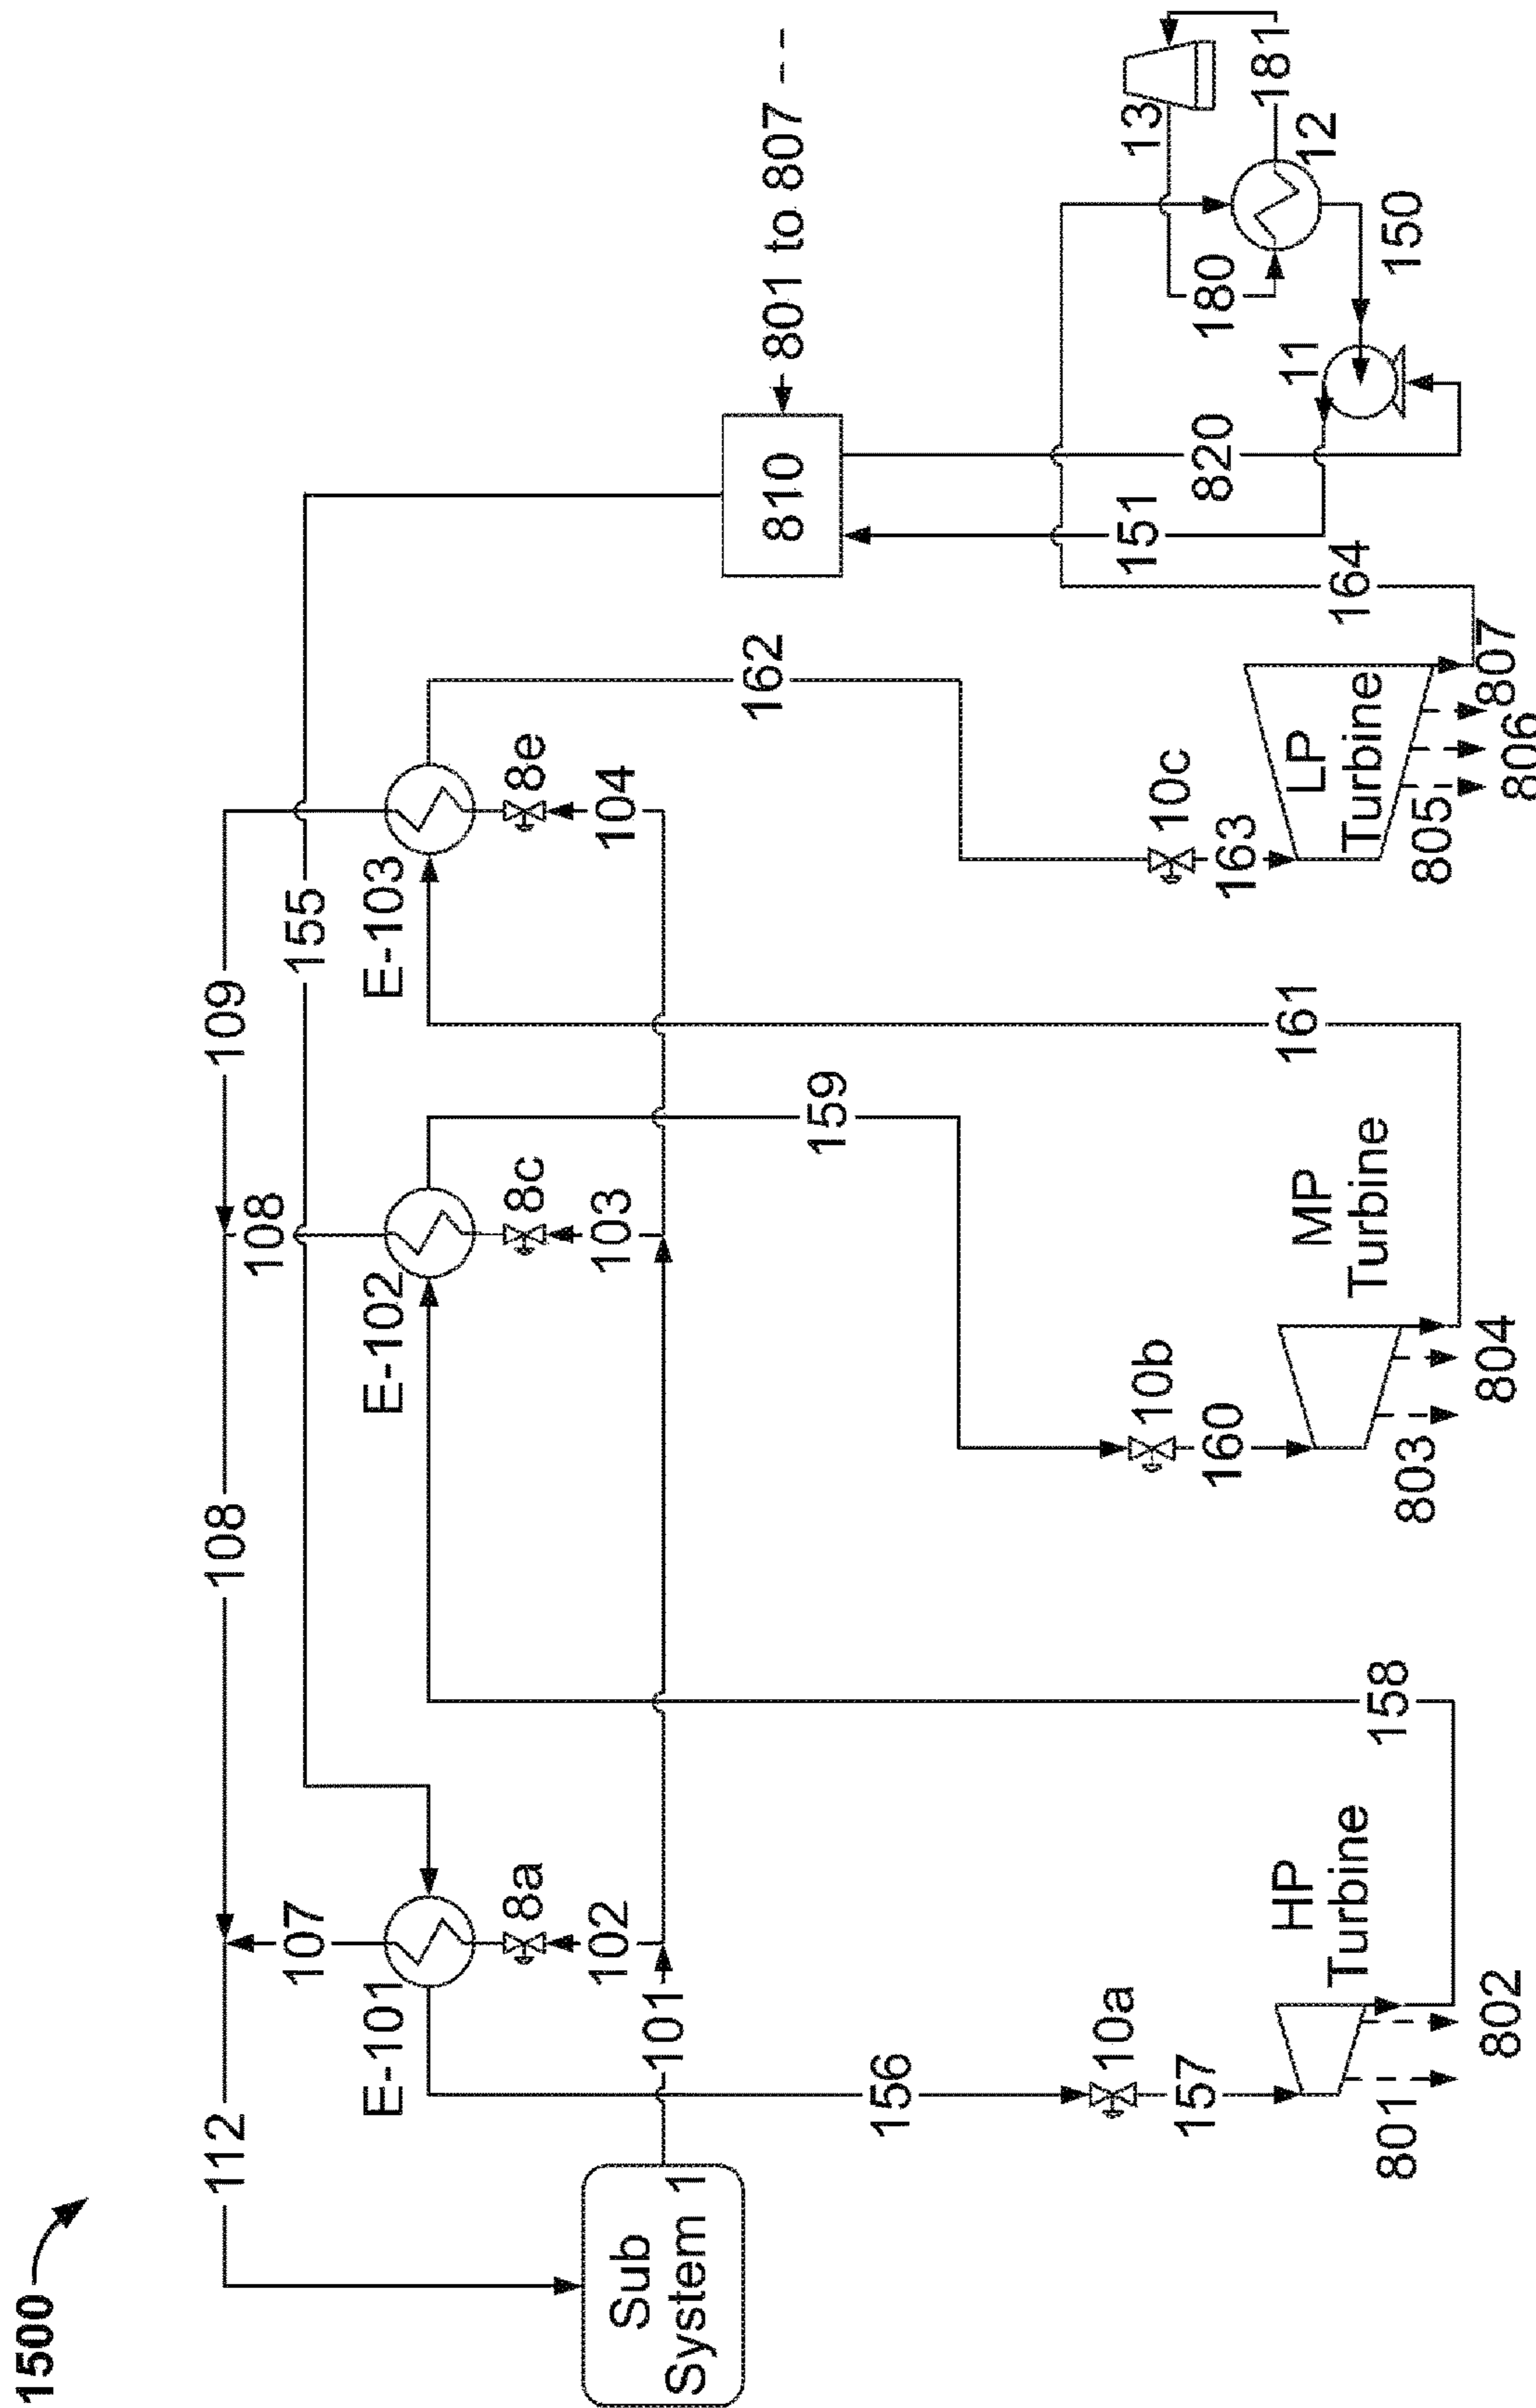 1500
112
108
109
107
108
155
E-101
E-102
E-103
8a
8c
8e
102
103
104
101
Sub
System 1
156
159
162
810
801 to 807
10a
10b
10c
157
160
163
158
161
164
151
820
180
13
181
12
11
150
HP
Turbine
MP
Turbine
LP
Turbine
801
802
803
804
805
806
807